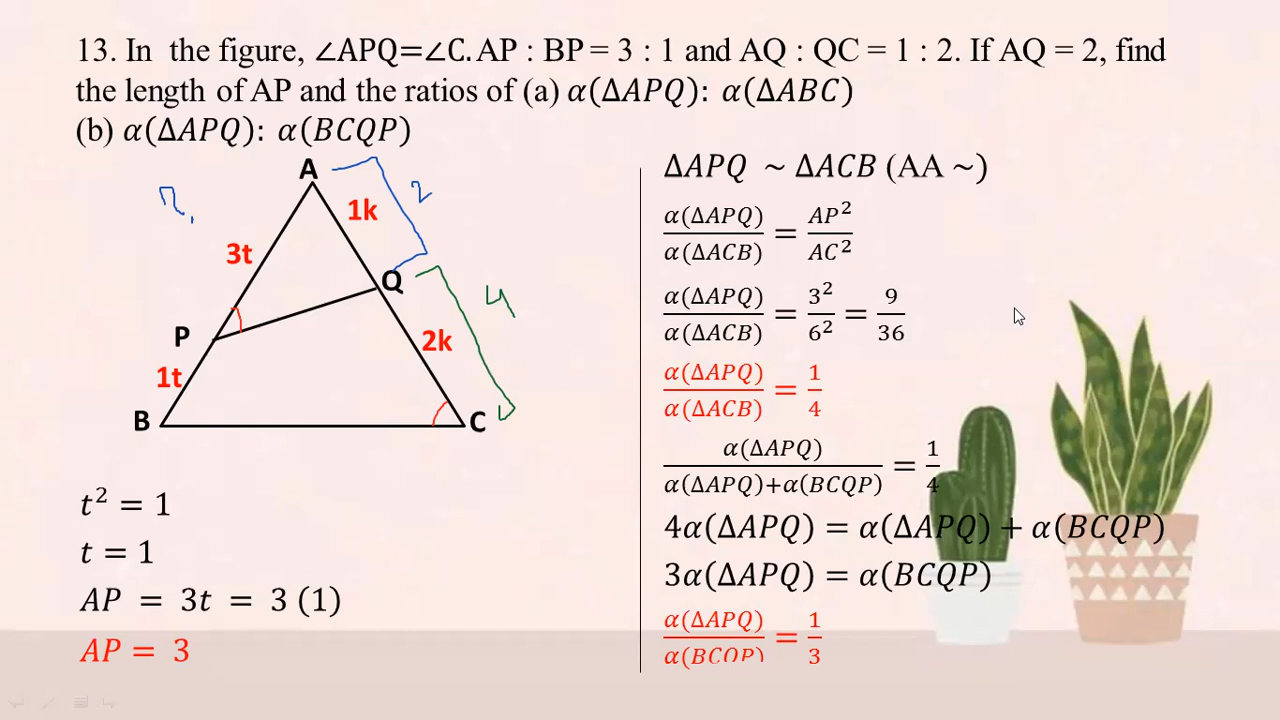 13. In the figure, ∠APQ=∠C. AP : BP = 3 : 1 and AQ : QC = 1 : 2. If AQ = 2, find
the length of AP and the ratios of (a) 𝛼(Δ𝐴𝑃𝑄): 𝛼(Δ𝐴𝐵𝐶)
(b) 𝛼(Δ𝐴𝑃𝑄): 𝛼(𝐵𝐶𝑄𝑃)
A
1k
2
3t
Q
4
P
2k
1t
B
C
𝑡² = 1
𝑡 = 1
𝐴𝑃 = 3𝑡 = 3 (1)
𝐴𝑃 = 3
Δ𝐴𝑃𝑄 ~ Δ𝐴𝐶𝐵 (AA ~)
𝛼(Δ𝐴𝑃𝑄)/𝛼(Δ𝐴𝐶𝐵) = 𝐴𝑃²/𝐴𝐶²
𝛼(Δ𝐴𝑃𝑄)/𝛼(Δ𝐴𝐶𝐵) = 3²/6² = 9/36
𝛼(Δ𝐴𝑃𝑄)/𝛼(Δ𝐴𝐶𝐵) = 1/4
𝛼(Δ𝐴𝑃𝑄)/𝛼(Δ𝐴𝑃𝑄)+𝛼(𝐵𝐶𝑄𝑃) = 1/4
4𝛼(Δ𝐴𝑃𝑄) = 𝛼(Δ𝐴𝑃𝑄) + 𝛼(𝐵𝐶𝑄𝑃)
3𝛼(Δ𝐴𝑃𝑄) = 𝛼(𝐵𝐶𝑄𝑃)
𝛼(Δ𝐴𝑃𝑄)/𝛼(𝐵𝐶𝑄𝑃) = 1/3